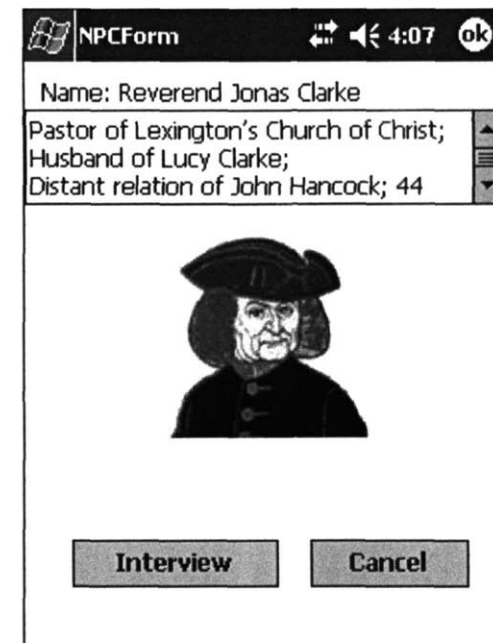 NPCForm 4:07 ok
Name: Reverend Jonas Clarke
Pastor of Lexington's Church of Christ;
Husband of Lucy Clarke;
Distant relation of John Hancock; 44
Interview Cancel